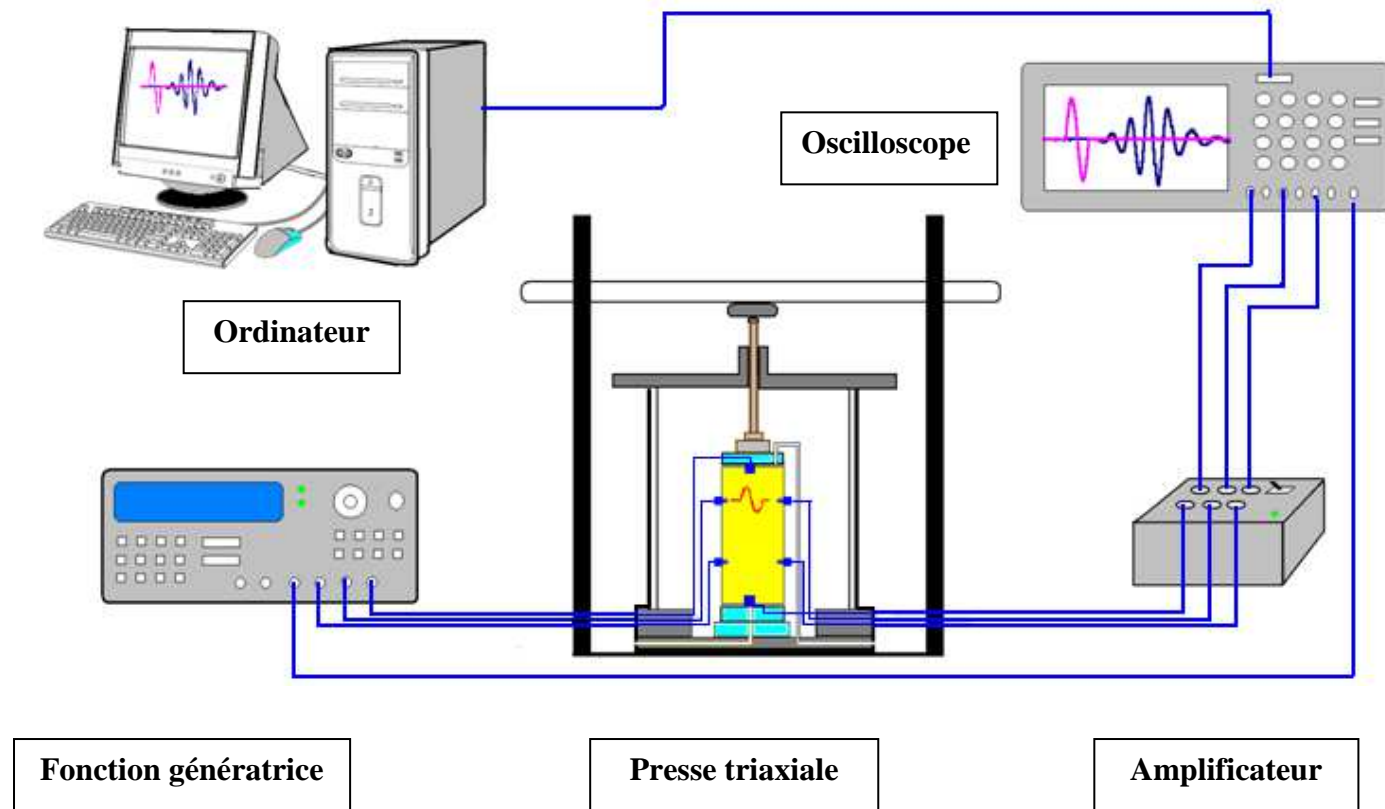 Oscilloscope
Ordinateur
Fonction génératrice
Presse triaxiale
Amplificateur